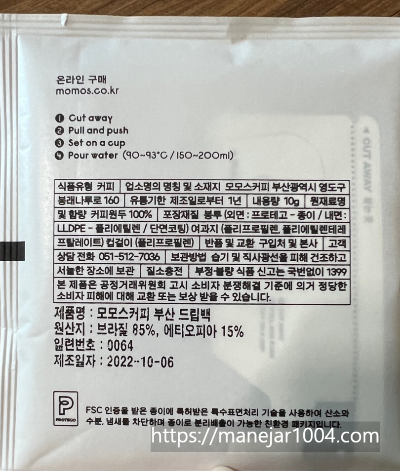 온라인 구매
momos.co.kr
1 Cut away
2 Pull and push
3 Set on a cup
4 Pour water (90~93°C / 150~200ml)
CUT AWAY
식품유형 커피 업소명의 명칭 및 소재지 모모스커피 부산광역시 영도구
봉래나루로 160 유통기한 제조일로부터 1년 내용량 10g 원재료명
및 함량 커피원두 100% 포장재질 봉투 (외면 : 프로테고 - 종이 / 내면 :
LLDPE - 폴리에틸렌 / 단면코팅) 여과지 (폴리프로필렌, 폴리에틸렌테레
프탈레이트) 컵걸이 (폴리프로필렌) 반품 및 교환 구입처 및 본사 고객
상담 전화 051-512-7036 보관방법 습기 및 직사광선을 피해 건조하고
서늘한 장소에 보관 질소충전 부정·불량 식품 신고는 국번없이 1399
본 제품은 공정거래위원회 고시 소비자 분쟁해결 기준에 의거 정당한
소비자 피해에 대해 교환 또는 보상 받을 수 있습니다.
제품명 : 모모스커피 부산 드립백
원산지 : 브라질 85%, 에티오피아 15%
일련번호 : 0064
제조일자 : 2022-10-06
PROTEGO
FSC 인증을 받은 종이에 특허받은 특수표면처리 기술을 사용하여 산소와
수분, 냄새를 차단하며 종이로 분리배출이 가능한 친환경 패키지입니다.
https://manejar1004.com